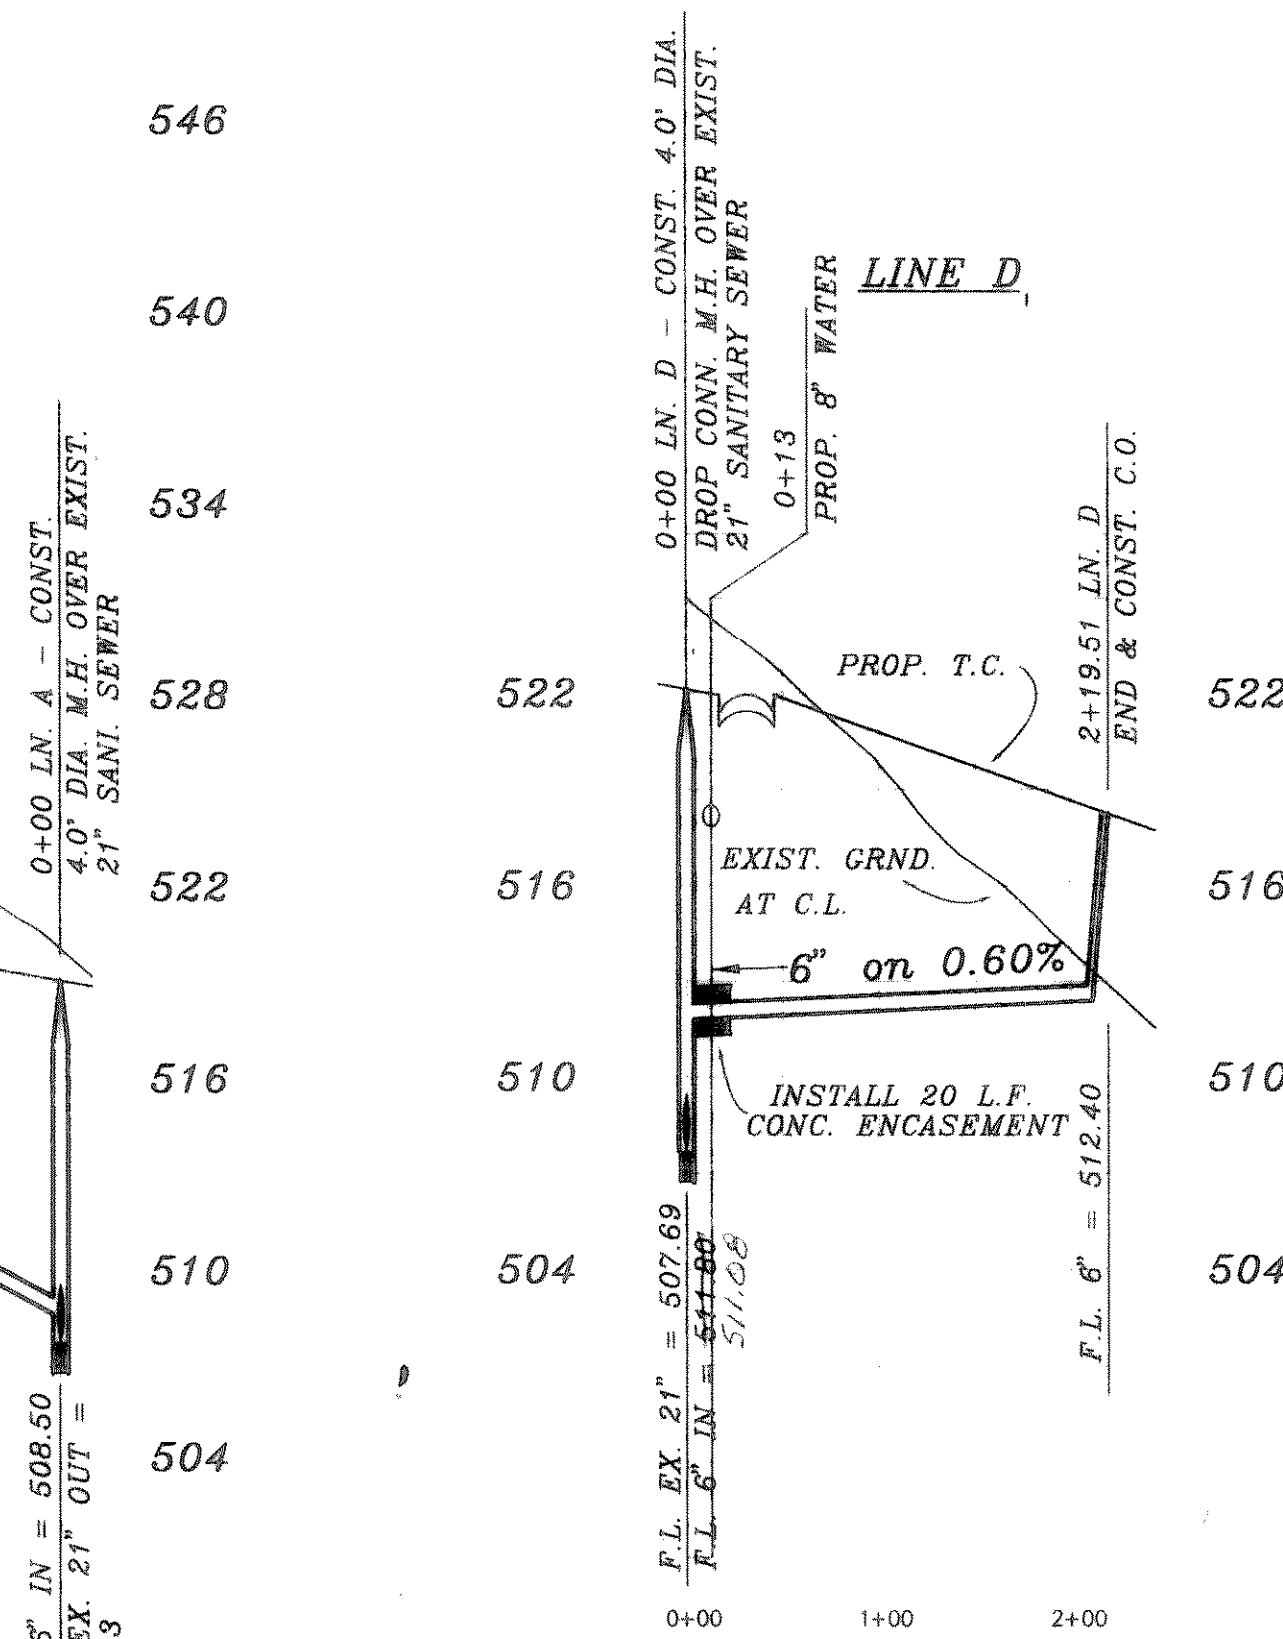 546
540
534
528
522
516
510
504
0+00 LN. A - CONST.
4.0' DIA. M.H. OVER EXIST.
21" SANI. SEWER
6" IN = 508.50
EX. 21" OUT =
3
522
516
510
504
0+00 LN. D - CONST. 4.0' DIA.
DROP CONN. M.H. OVER EXIST.
21" SANITARY SEWER
0+13
PROP. 8" WATER
LINE D
PROP. T.C.
2+19.51 LN. D
END & CONST. C.O.
EXIST. GRND.
AT C.L.
6" on 0.60%
INSTALL 20 L.F.
CONC. ENCASEMENT
F.L. EX. 21" = 507.69
F.L. 6" IN = 511.80
511.08
F.L. 6" = 512.40
522
516
510
504
0+00 1+00 2+00